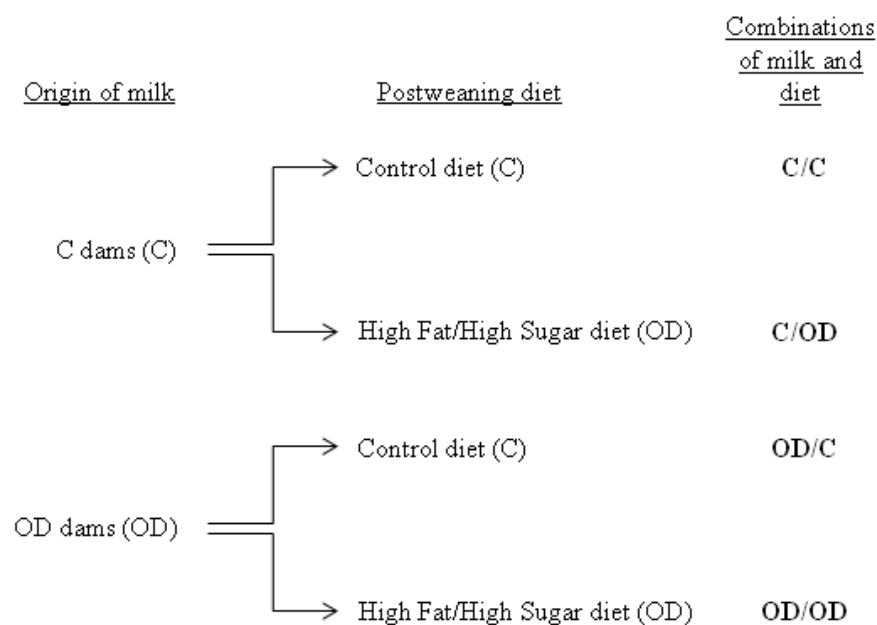 Combinations
of milk and
Origin of milk Postweaning diet diet
Control diet (C) C/C
C dams (C)
High Fat/High Sugar diet (OD) C/OD
Control diet (C) OD/C
OD dams (OD)
High Fat/High Sugar diet (OD) OD/OD